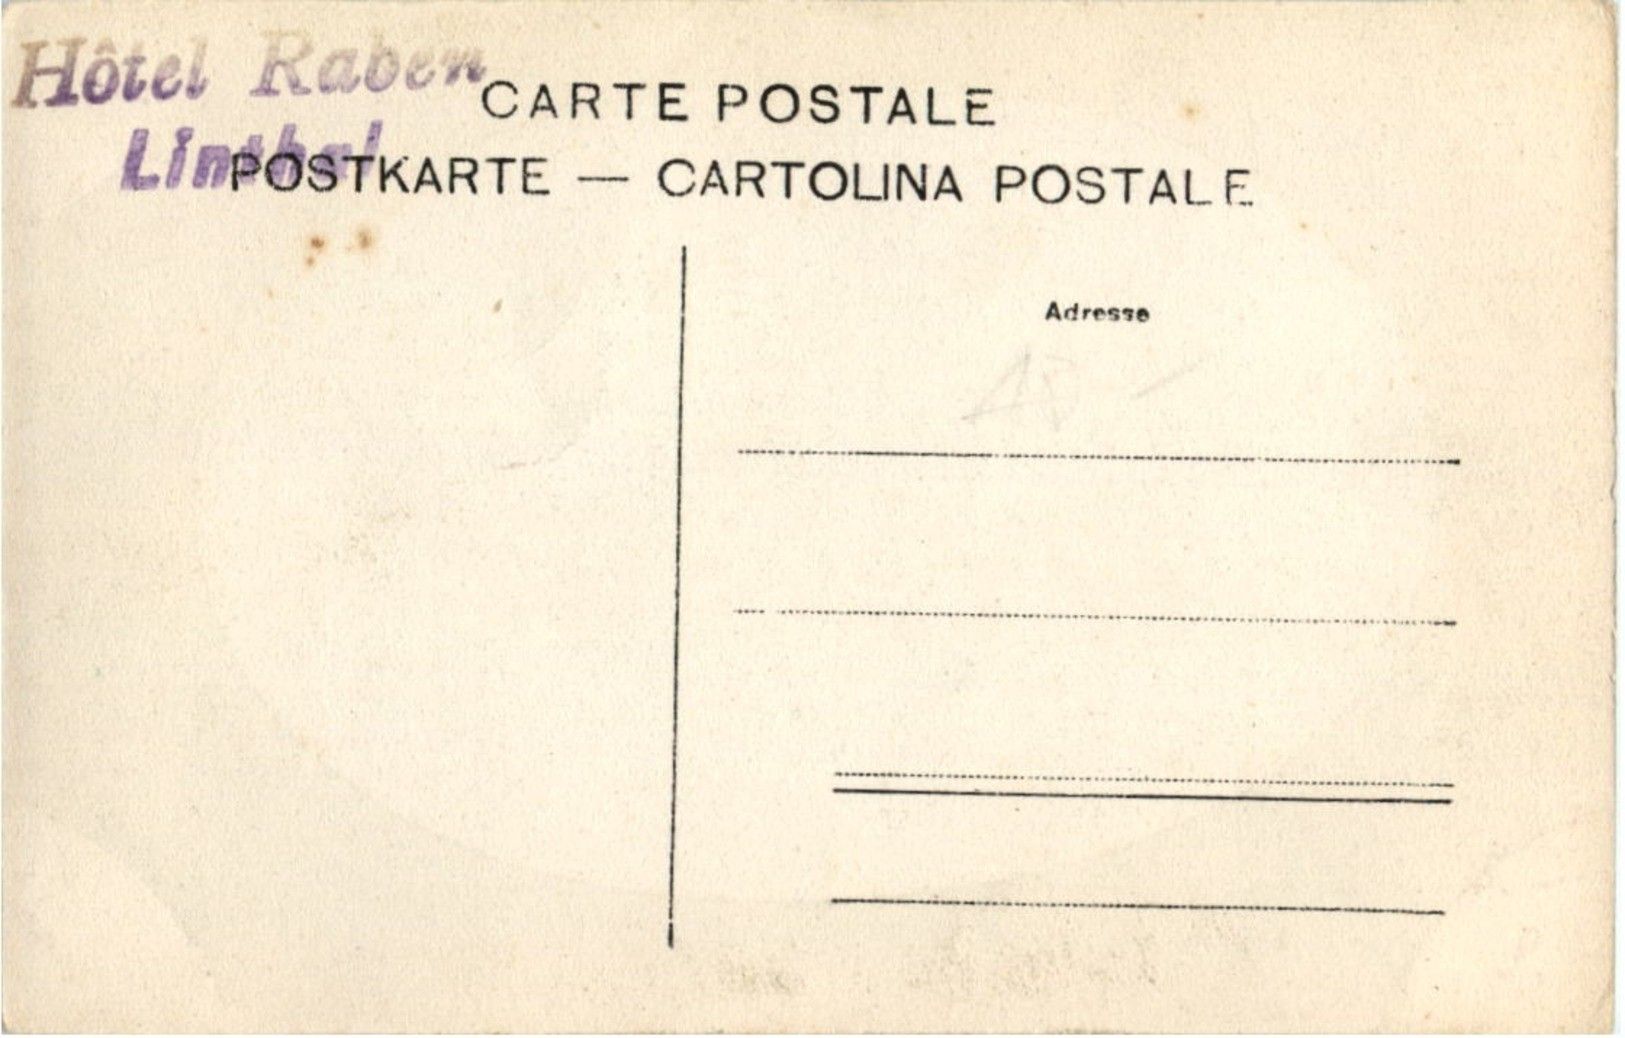 Hôtel Raben
CARTE POSTALE
Linthal
POSTKARTE — CARTOLINA POSTALE
Adresse